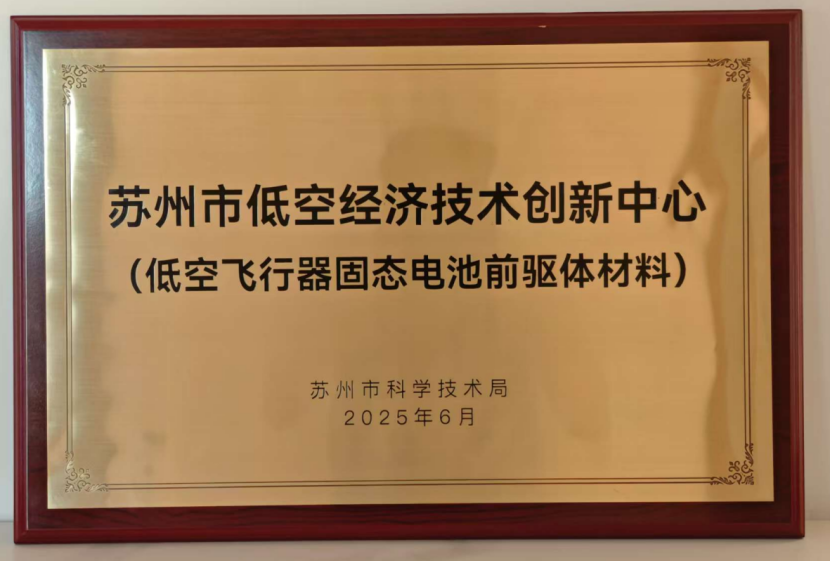 苏州市低空经济技术创新中心
（低空飞行器固态电池前驱体材料）
苏州市科学技术局
2025年6月